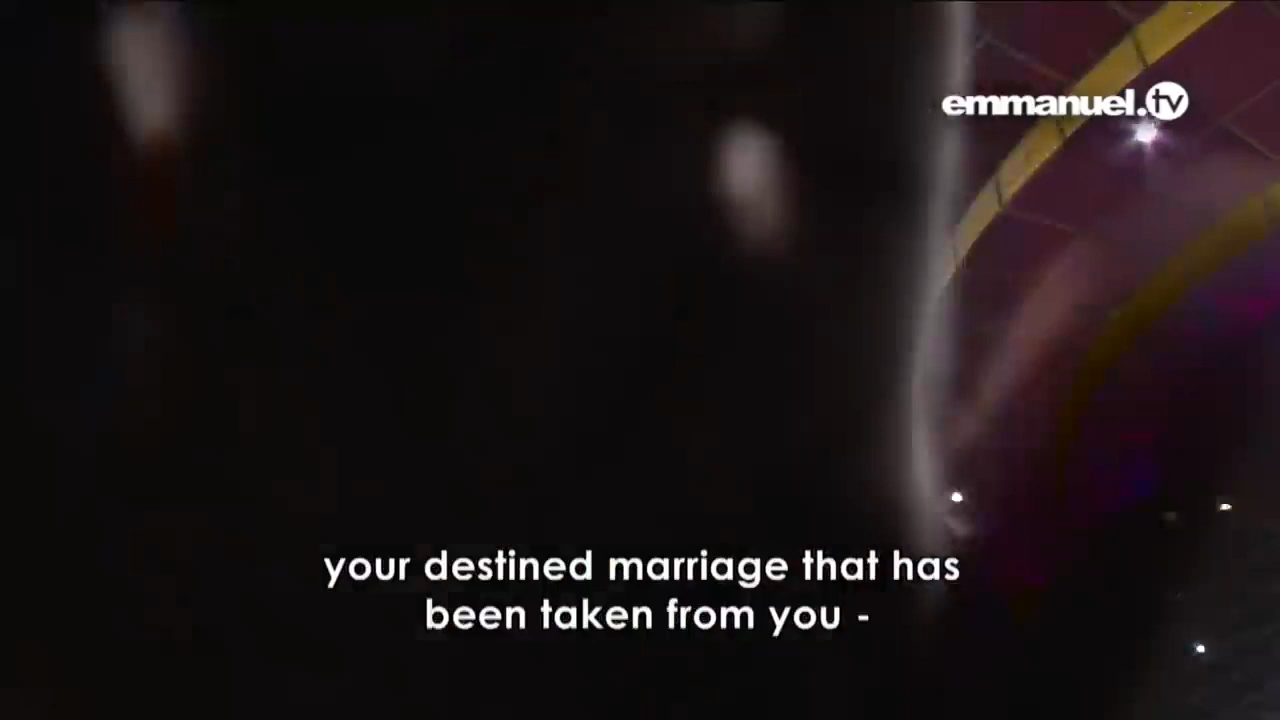 emmanuel.tv
your destined marriage that has
been taken from you -